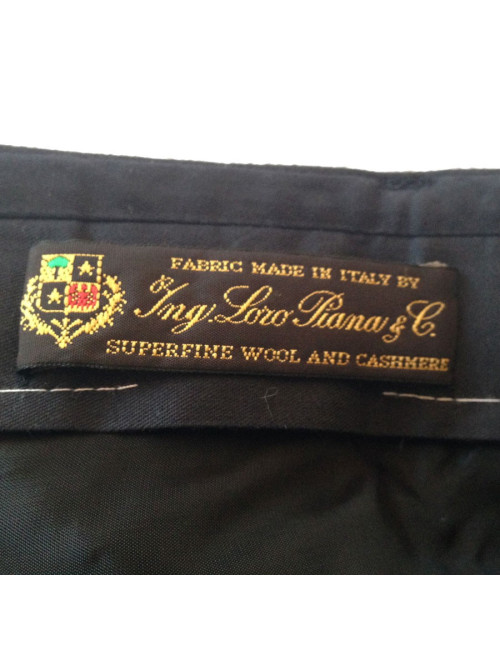 FABRIC MADE IN ITALY BY
Ing. Loro Piana & C.
SUPERFINE WOOL AND CASHMERE